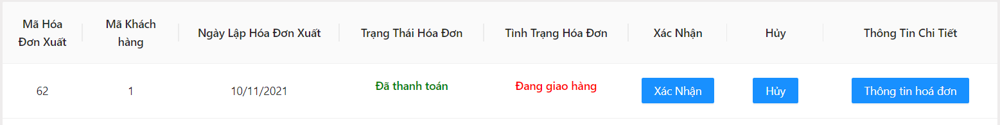 Mã Hóa
Đơn Xuất
Mã Khách
hàng
Ngày Lập Hóa Đơn Xuất
Trạng Thái Hóa Đơn
Tình Trạng Hóa Đơn
Xác Nhận
Hủy
Thông Tin Chi Tiết
62
1
10/11/2021
Đã thanh toán
Đang giao hàng
Xác Nhận
Hủy
Thông tin hoá đơn